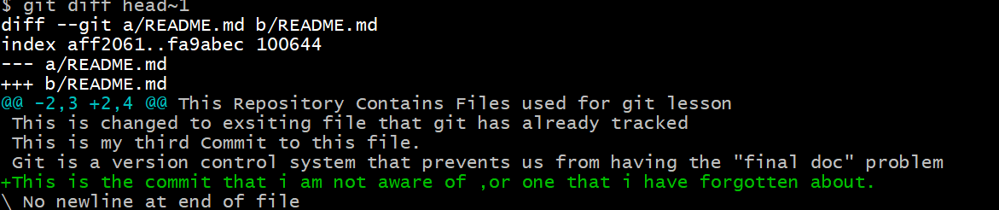 $ git diff head~1
diff --git a/README.md b/README.md
index aff2061..fa9abec 100644
--- a/README.md
+++ b/README.md
@@ -2,3 +2,4 @@ This Repository Contains Files used for git lesson
 This is changed to exsiting file that git has already tracked
 This is my third Commit to this file.
 Git is a version control system that prevents us from having the "final doc" problem
+This is the commit that i am not aware of ,or one that i have forgotten about.
\ No newline at end of file